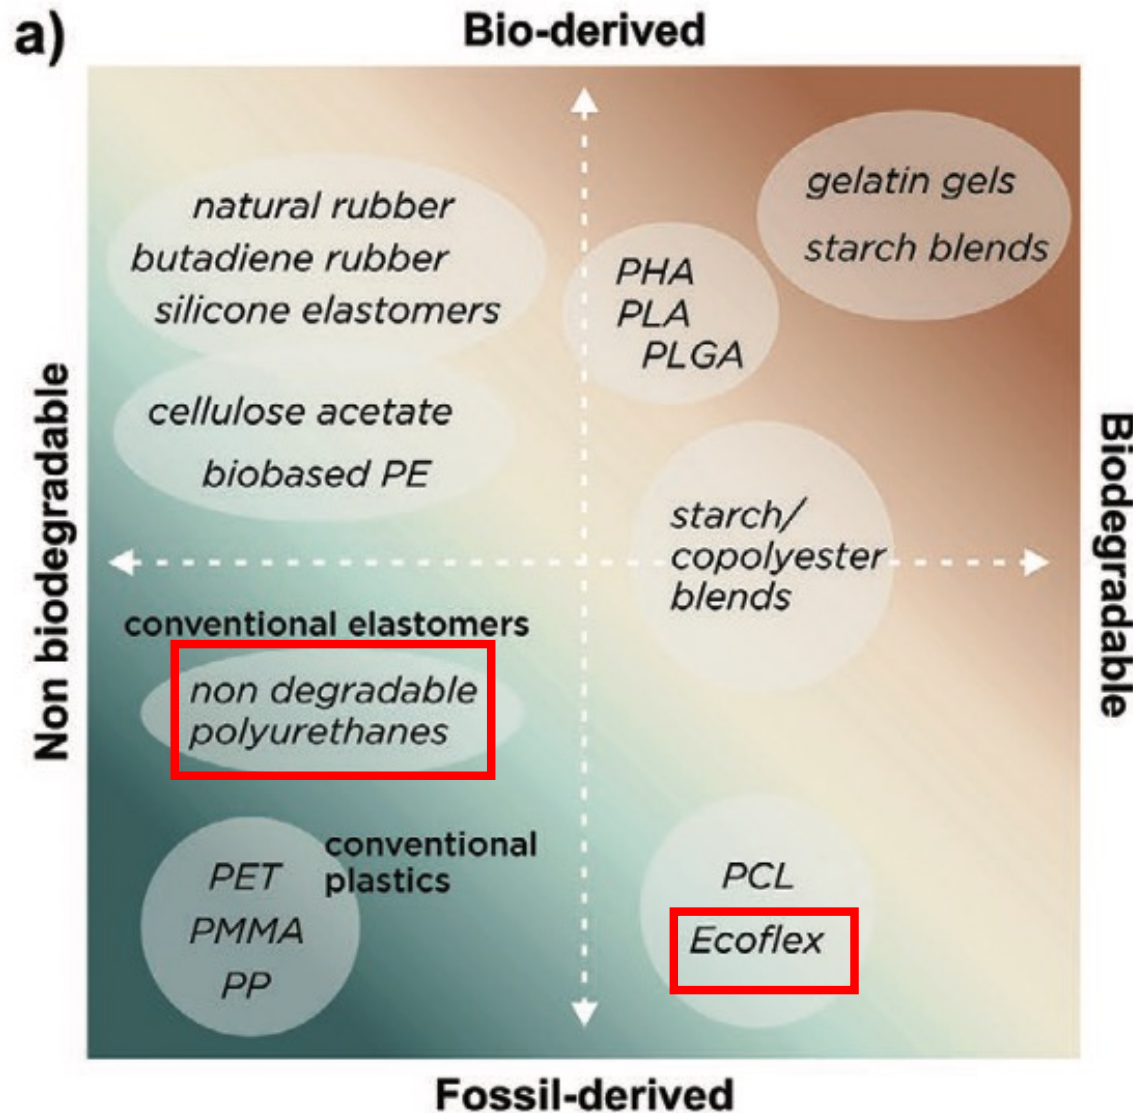 a)
Bio-derived
natural rubber
butadiene rubber
silicone elastomers
gelatin gels
starch blends
PHA
PLA
PLGA
cellulose acetate
biobased PE
Non biodegradable
Biodegradable
starch/
copolyester
blends
conventional elastomers
non degradable
polyurethanes
PET
PMMA
PP
conventional
plastics
PCL
Ecoflex
Fossil-derived